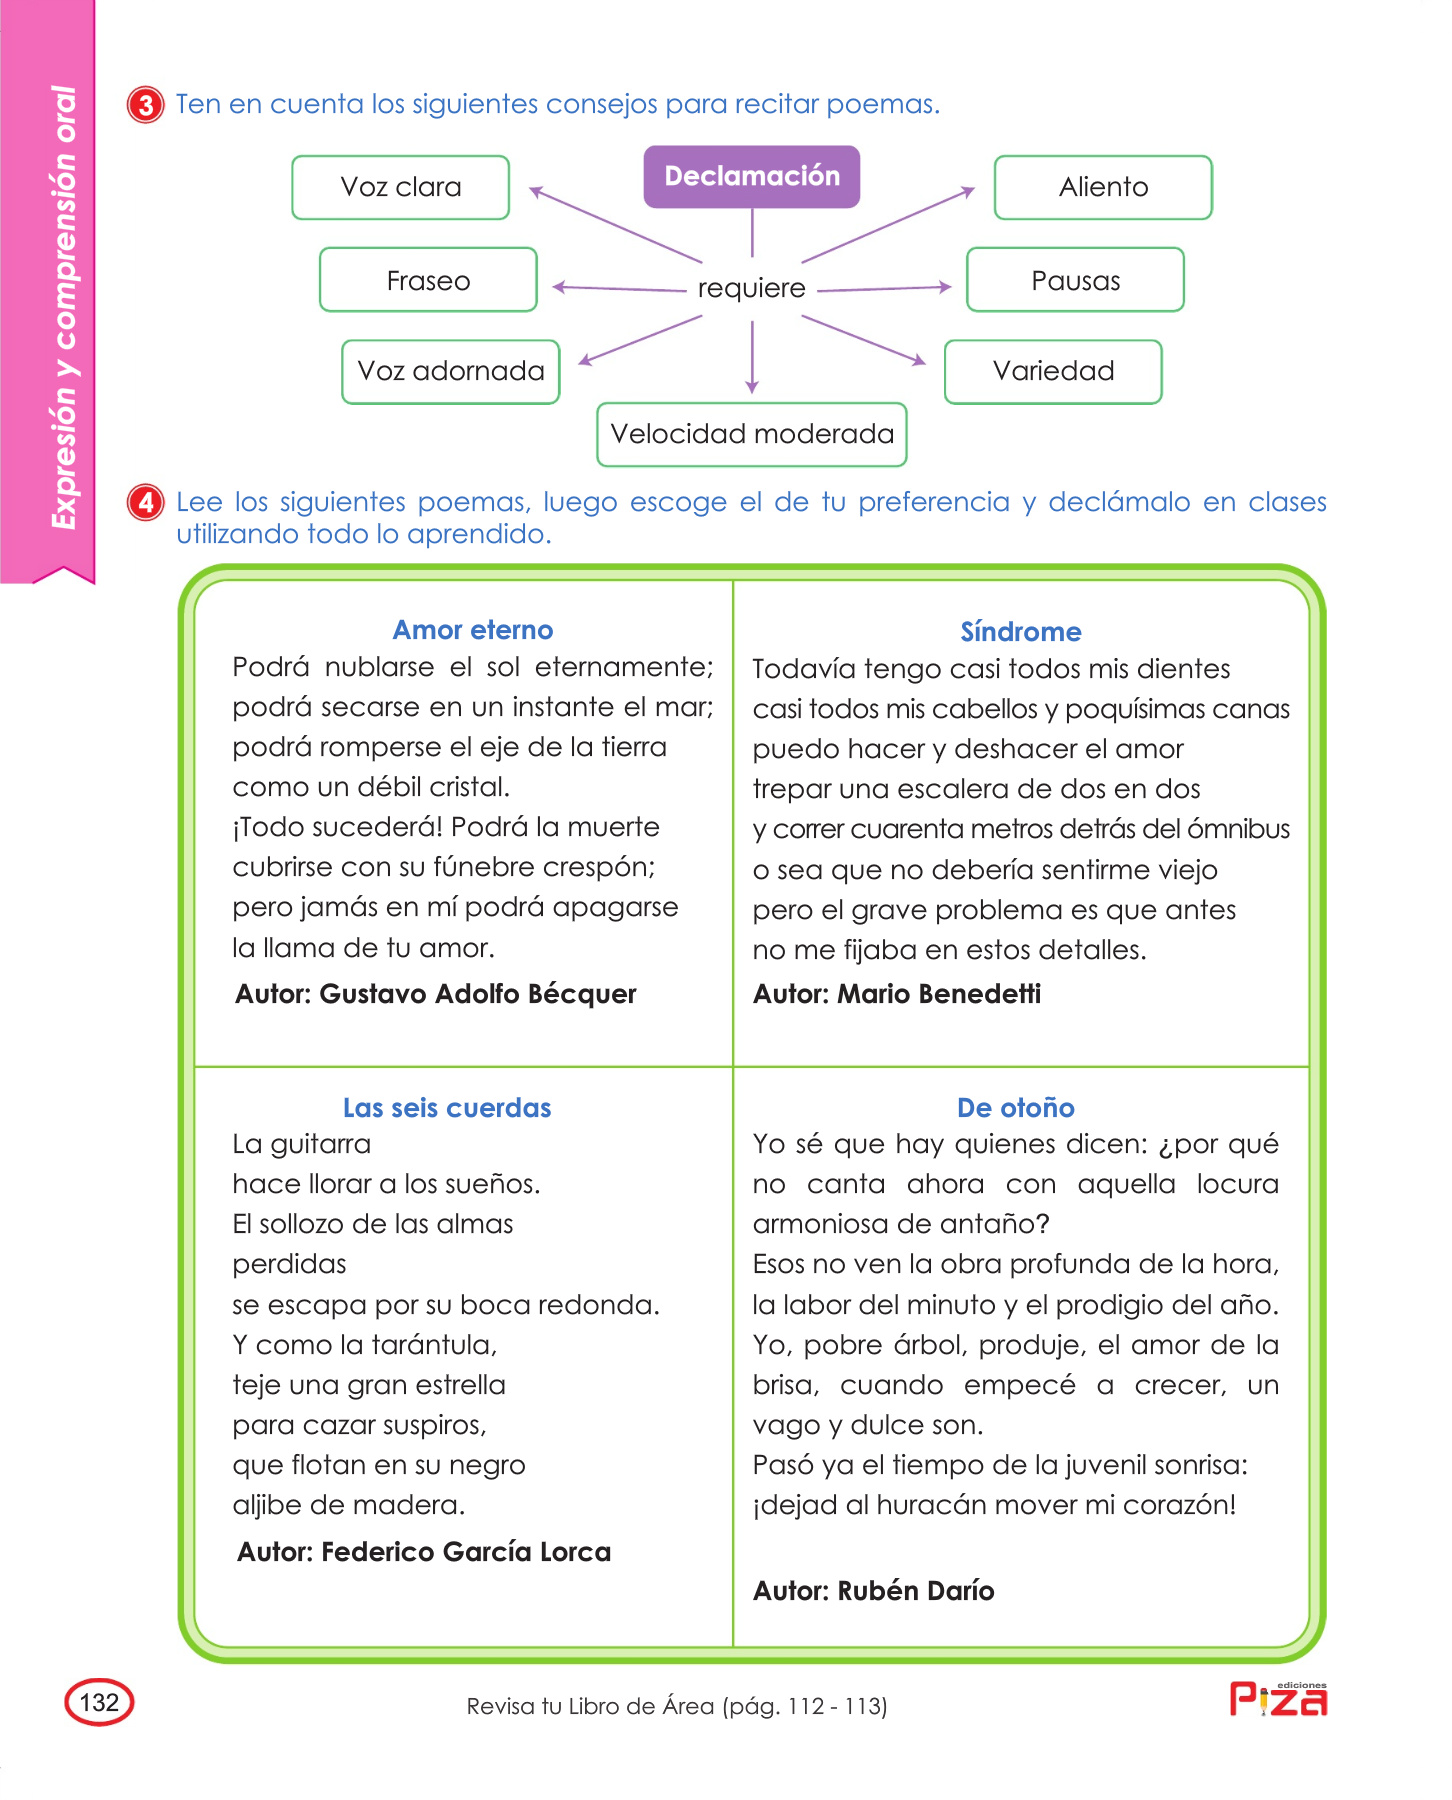 Expresión y comprensión oral
3 Ten en cuenta los siguientes consejos para recitar poemas.
Declamación
requiere
Voz clara
Fraseo
Voz adornada
Velocidad moderada
Aliento
Pausas
Variedad
4 Lee los siguientes poemas, luego escoge el de tu preferencia y declámalo en clases
utilizando todo lo aprendido.
Amor eterno
Podrá nublarse el sol eternamente;
podrá secarse en un instante el mar;
podrá romperse el eje de la tierra
como un débil cristal.
¡Todo sucederá! Podrá la muerte
cubrirse con su fúnebre crespón;
pero jamás en mí podrá apagarse
la llama de tu amor.
Autor: Gustavo Adolfo Bécquer
Síndrome
Todavía tengo casi todos mis dientes
casi todos mis cabellos y poquísimas canas
puedo hacer y deshacer el amor
trepar una escalera de dos en dos
y correr cuarenta metros detrás del ómnibus
o sea que no debería sentirme viejo
pero el grave problema es que antes
no me fijaba en estos detalles.
Autor: Mario Benedetti
Las seis cuerdas
La guitarra
hace llorar a los sueños.
El sollozo de las almas
perdidas
se escapa por su boca redonda.
Y como la tarántula,
teje una gran estrella
para cazar suspiros,
que flotan en su negro
aljibe de madera.
Autor: Federico García Lorca
De otoño
Yo sé que hay quienes dicen: ¿por qué
no canta ahora con aquella locura
armoniosa de antaño?
Esos no ven la obra profunda de la hora,
la labor del minuto y el prodigio del año.
Yo, pobre árbol, produje, el amor de la
brisa, cuando empecé a crecer, un
vago y dulce son.
Pasó ya el tiempo de la juvenil sonrisa:
¡dejad al huracán mover mi corazón!
Autor: Rubén Darío
132
Revisa tu Libro de Área (pág. 112 - 113)
ediciones
Piza